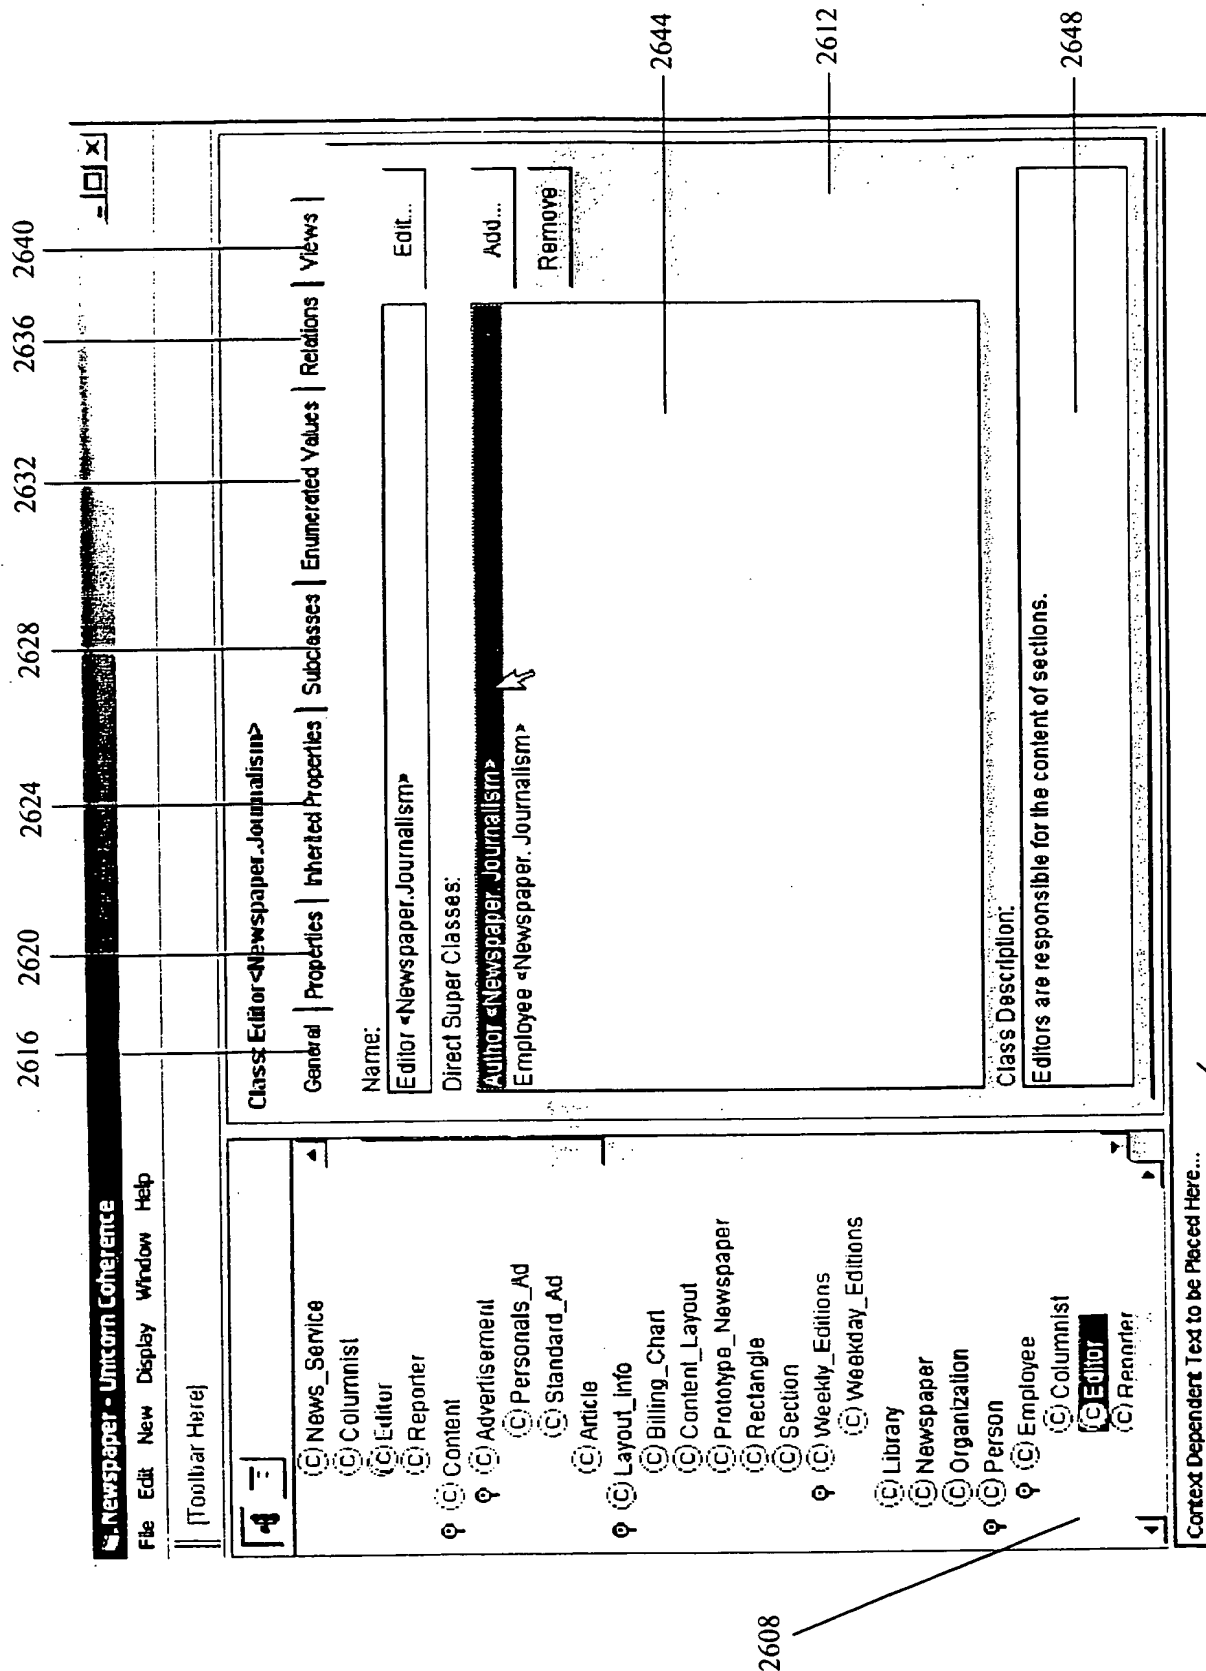 2616 2620 2624 2628 2632 2636 2640
Newspaper - Unicorn Coherence
File Edit New Display Window Help
[Toolbar Here]
News_Service
Columnist
Editor
Reporter
Content
Advertisement
Personals_Ad
Standard_Ad
Article
Layout_Info
Billing_Chart
Content_Layout
Prototype_Newspaper
Rectangle
Section
Weekly_Editions
Weekday_Editions
Library
Newspaper
Organization
Person
Employee
Columnist
Editor
Reporter
Class: Editor<Newspaper.Journalism>
General | Properties | Inherited Properties | Subclasses | Enumerated Values | Relations | Views |
Name:
Editor <Newspaper.Journalism>
Edit...
Direct Super Classes:
Author <Newspaper.Journalism>
Employee <Newspaper.Journalism>
Add...
Remove
Class Description:
Editors are responsible for the content of sections.
Context Dependent Text to be Placed Here...
2608
2644
2612
2648